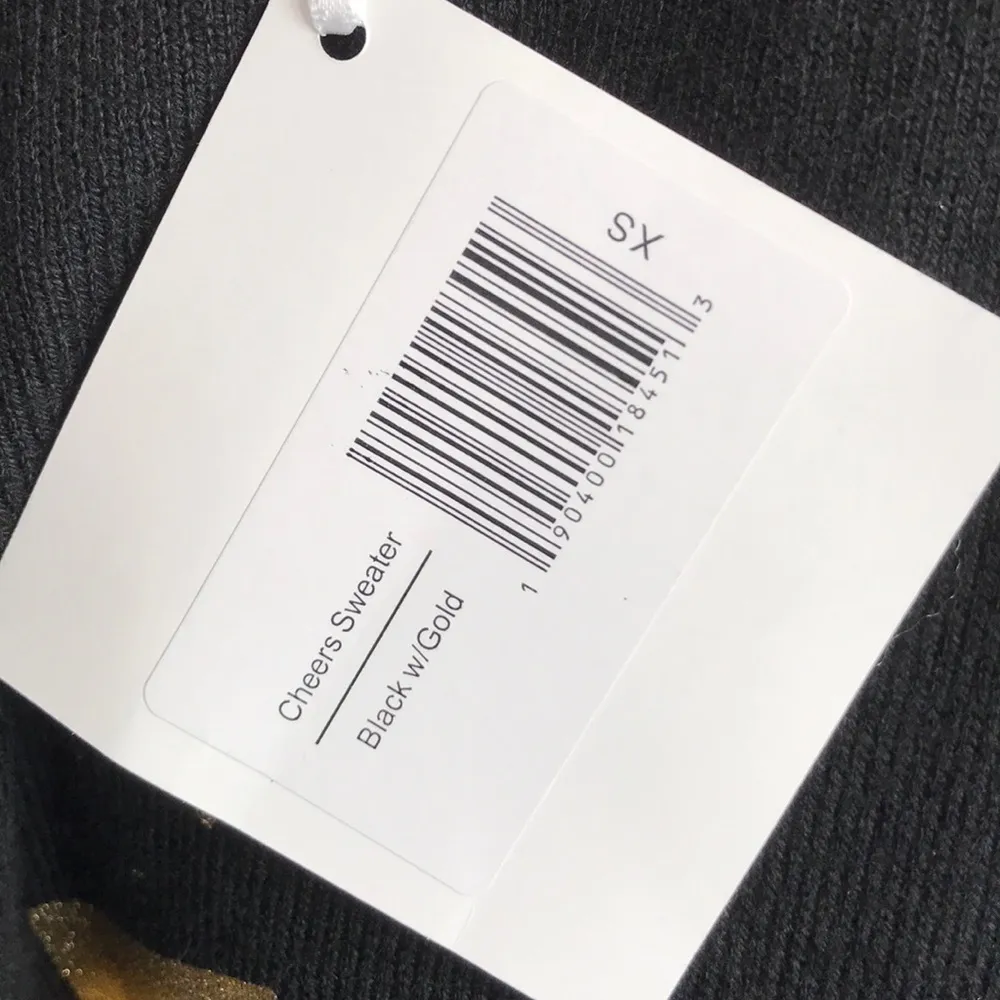 XS
1 90400 18451 3
Cheers Sweater
Black w/Gold